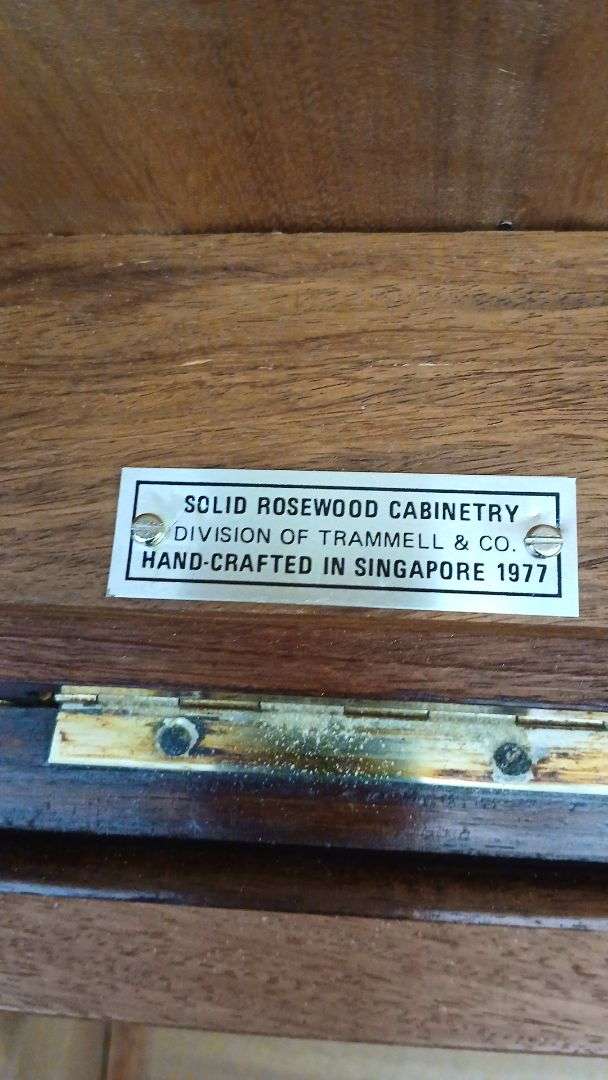 SOLID ROSEWOOD CABINETRY
DIVISION OF TRAMMELL & CO.
HAND-CRAFTED IN SINGAPORE 1977